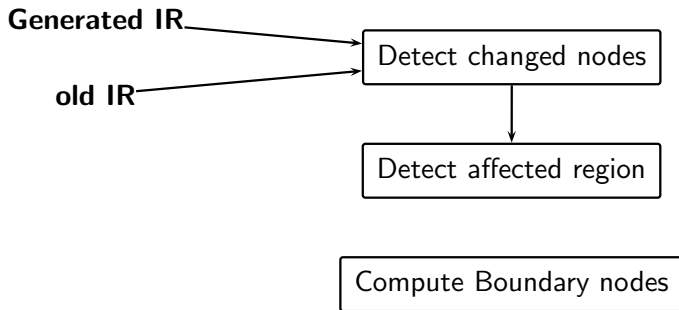 Generated IR
Detect changed nodes
old IR
Detect affected region
Compute Boundary nodes